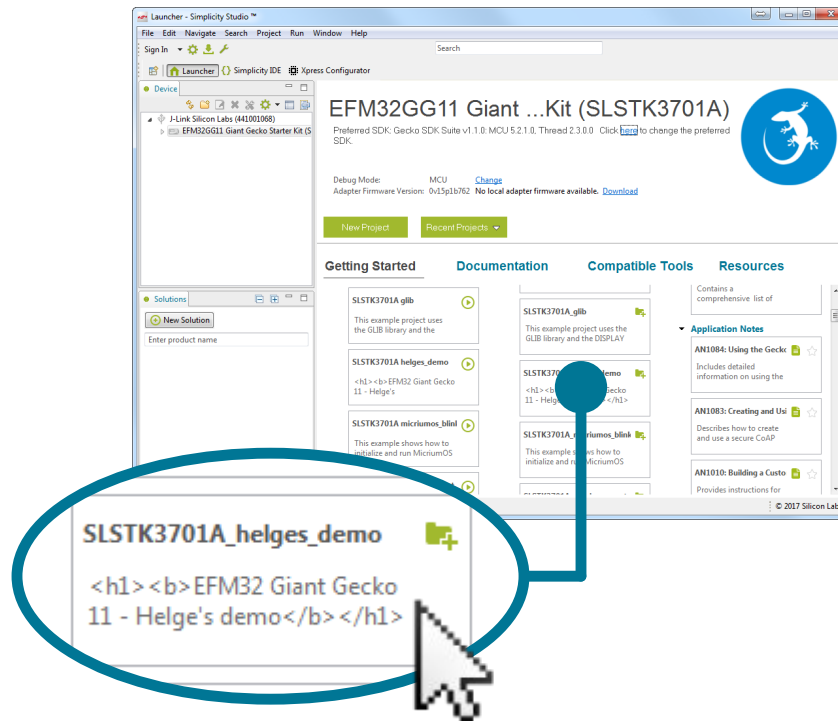 Launcher - Simplicity Studio ™
File Edit Navigate Search Project Run Window Help
Sign In
Search
Launcher {} Simplicity IDE Xpress Configurator
Device
J-Link Silicon Labs (441001068)
EFM32GG11 Giant Gecko Starter Kit (S
EFM32GG11 Giant ...Kit (SLSTK3701A)
Preferred SDK: Gecko SDK Suite v1.1.0: MCU 5.2.1.0, Thread 2.3.0.0 Click here to change the preferred
SDK.
Debug Mode: MCU Change
Adapter Firmware Version: 0v15p1b762 No local adapter firmware available. Download
New Project
Recent Projects
Getting Started
Documentation
Compatible Tools
Resources
Solutions
New Solution
Enter product name
SLSTK3701A glib
This example project uses
the GLIB library and the
SLSTK3701A helges_demo
<h1><b>EFM32 Giant Gecko
11 - Helge's
SLSTK3701A micriumos_blinl
This example shows how to
initialize and run MicriumOS
SLSTK3701A_glib
This example project uses the
GLIB library and the DISPLAY
11 - Helge
</h1>
This example shows how to
initialize and run MicriumOS
Contains a
comprehensive list of
Application Notes
AN1084: Using the Gecko
Includes detailed
information on using the
AN1083: Creating and Usi
Describes how to create
and use a secure CoAP
AN1010: Building a Custo
Provides instructions for
© 2017 Silicon Lab
SLSTK3701A_helges_demo
<h1><b>EFM32 Giant Gecko
11 - Helge's demo</b></h1>